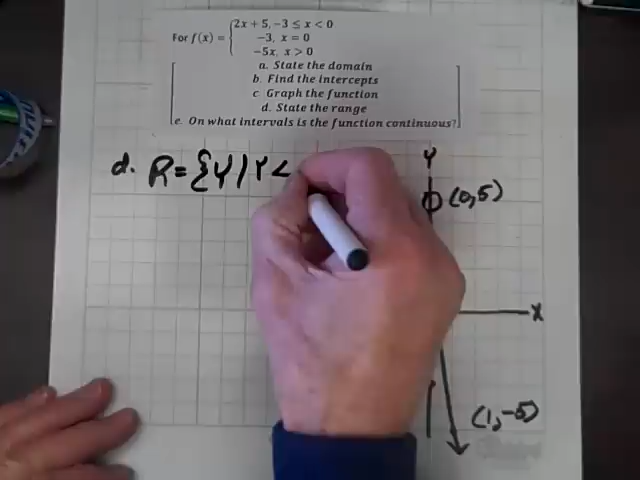 For f(x) = { 2x + 5, -3 ≤ x < 0
-3, x = 0
-5x, x > 0
a. State the domain
b. Find the intercepts
c Graph the function
d. State the range
e. On what intervals is the function continuous?
d. R = {Y | Y <
Y
(0,5)
X
(1,-5)